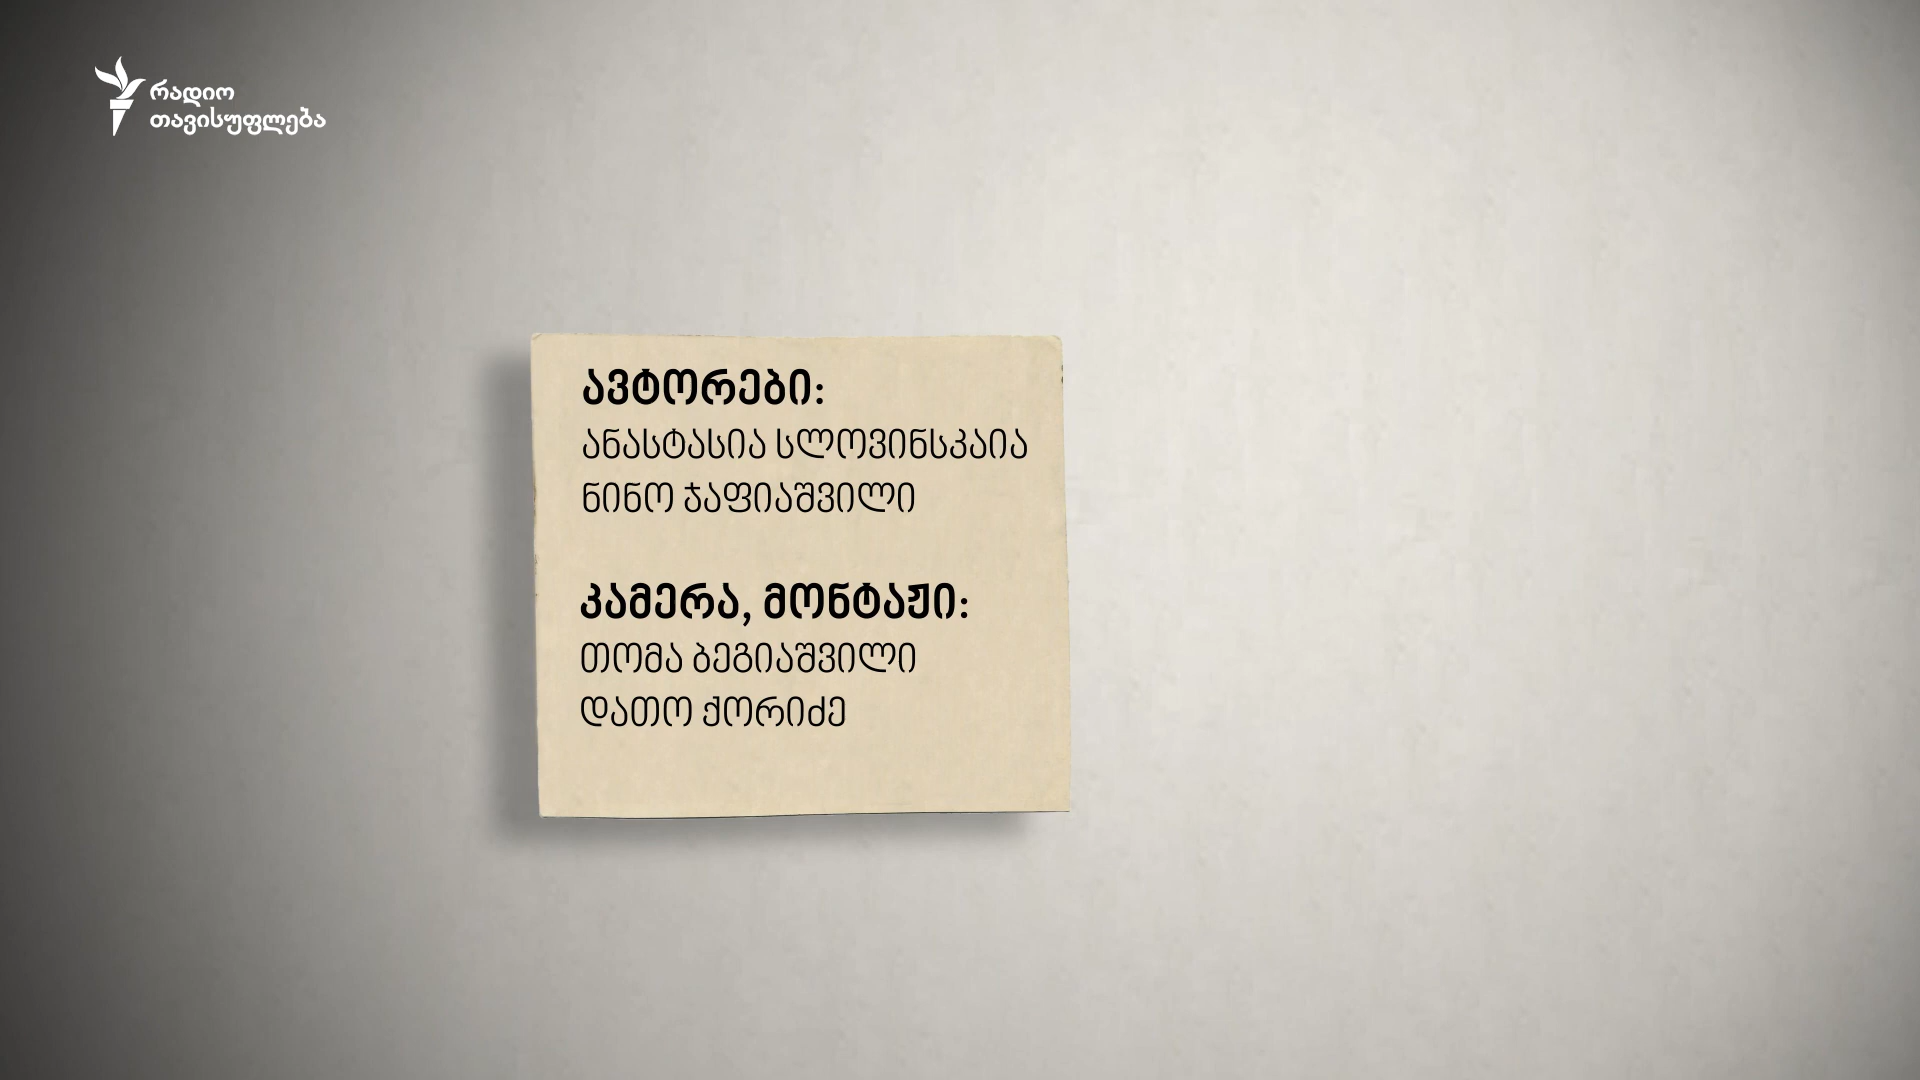 რადიო
თავისუფლება
ავტორები:
ანასტასია სლოვინსკაია
ნინო ჯაფიაშვილი
კამერა, მონტაჟი:
თომა ბეგიაშვილი
დათო ქორიძე